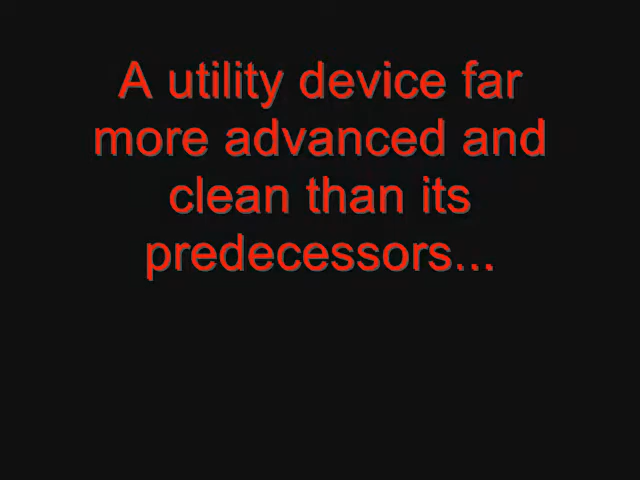 A utility device far
more advanced and
clean than its
predecessors...